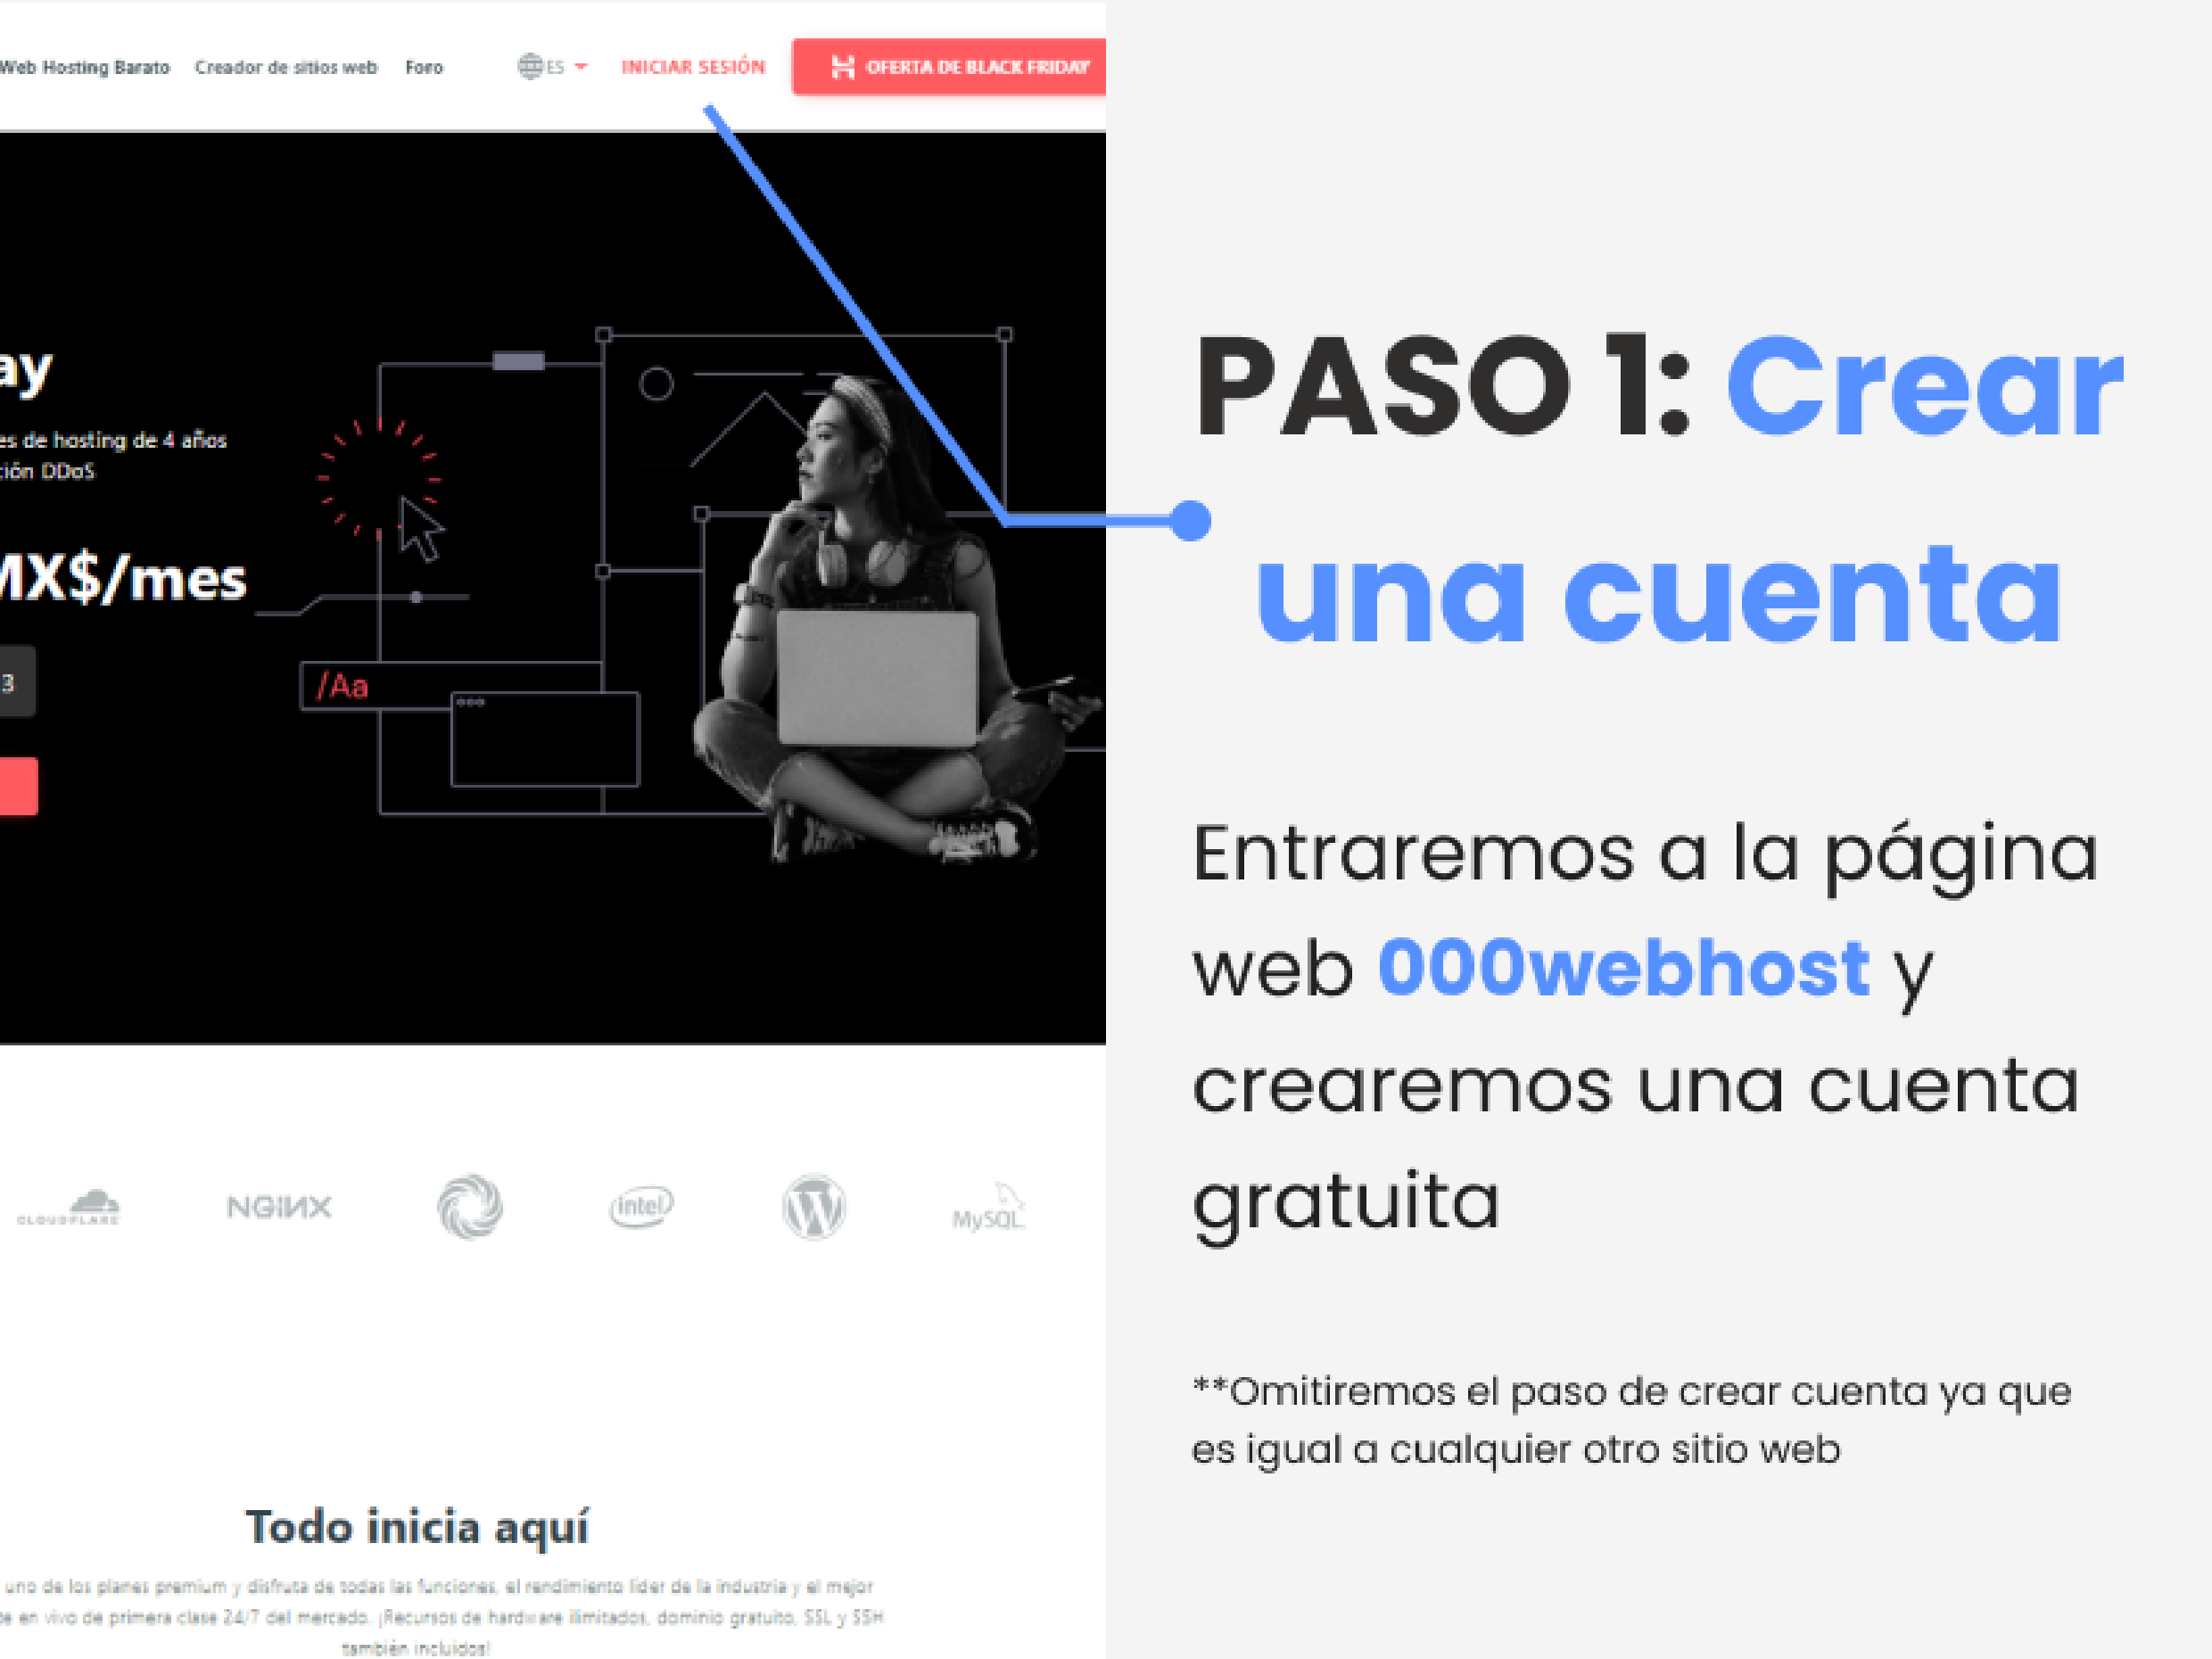 Web Hosting Barato Creador de sitios web Foro ES INICIAR SESIÓN OFERTA DE BLACK FRIDAY
ay
es de hosting de 4 años
ción DDoS
MX$/mes
3
/Aa
CLOUDFLARE NGINX intel MySQL
Todo inicia aquí
uno de los planes premium y disfruta de todas las funciones, el rendimiento líder de la industria y el mejor
te en vivo de primera clase 24/7 del mercado. ¡Recursos de hardware ilimitados, dominio gratuito, SSL y SSH
también incluidos!
PASO 1: Crear
una cuenta
Entraremos a la página
web 000webhost y
crearemos una cuenta
gratuita
**Omitiremos el paso de crear cuenta ya que
es igual a cualquier otro sitio web